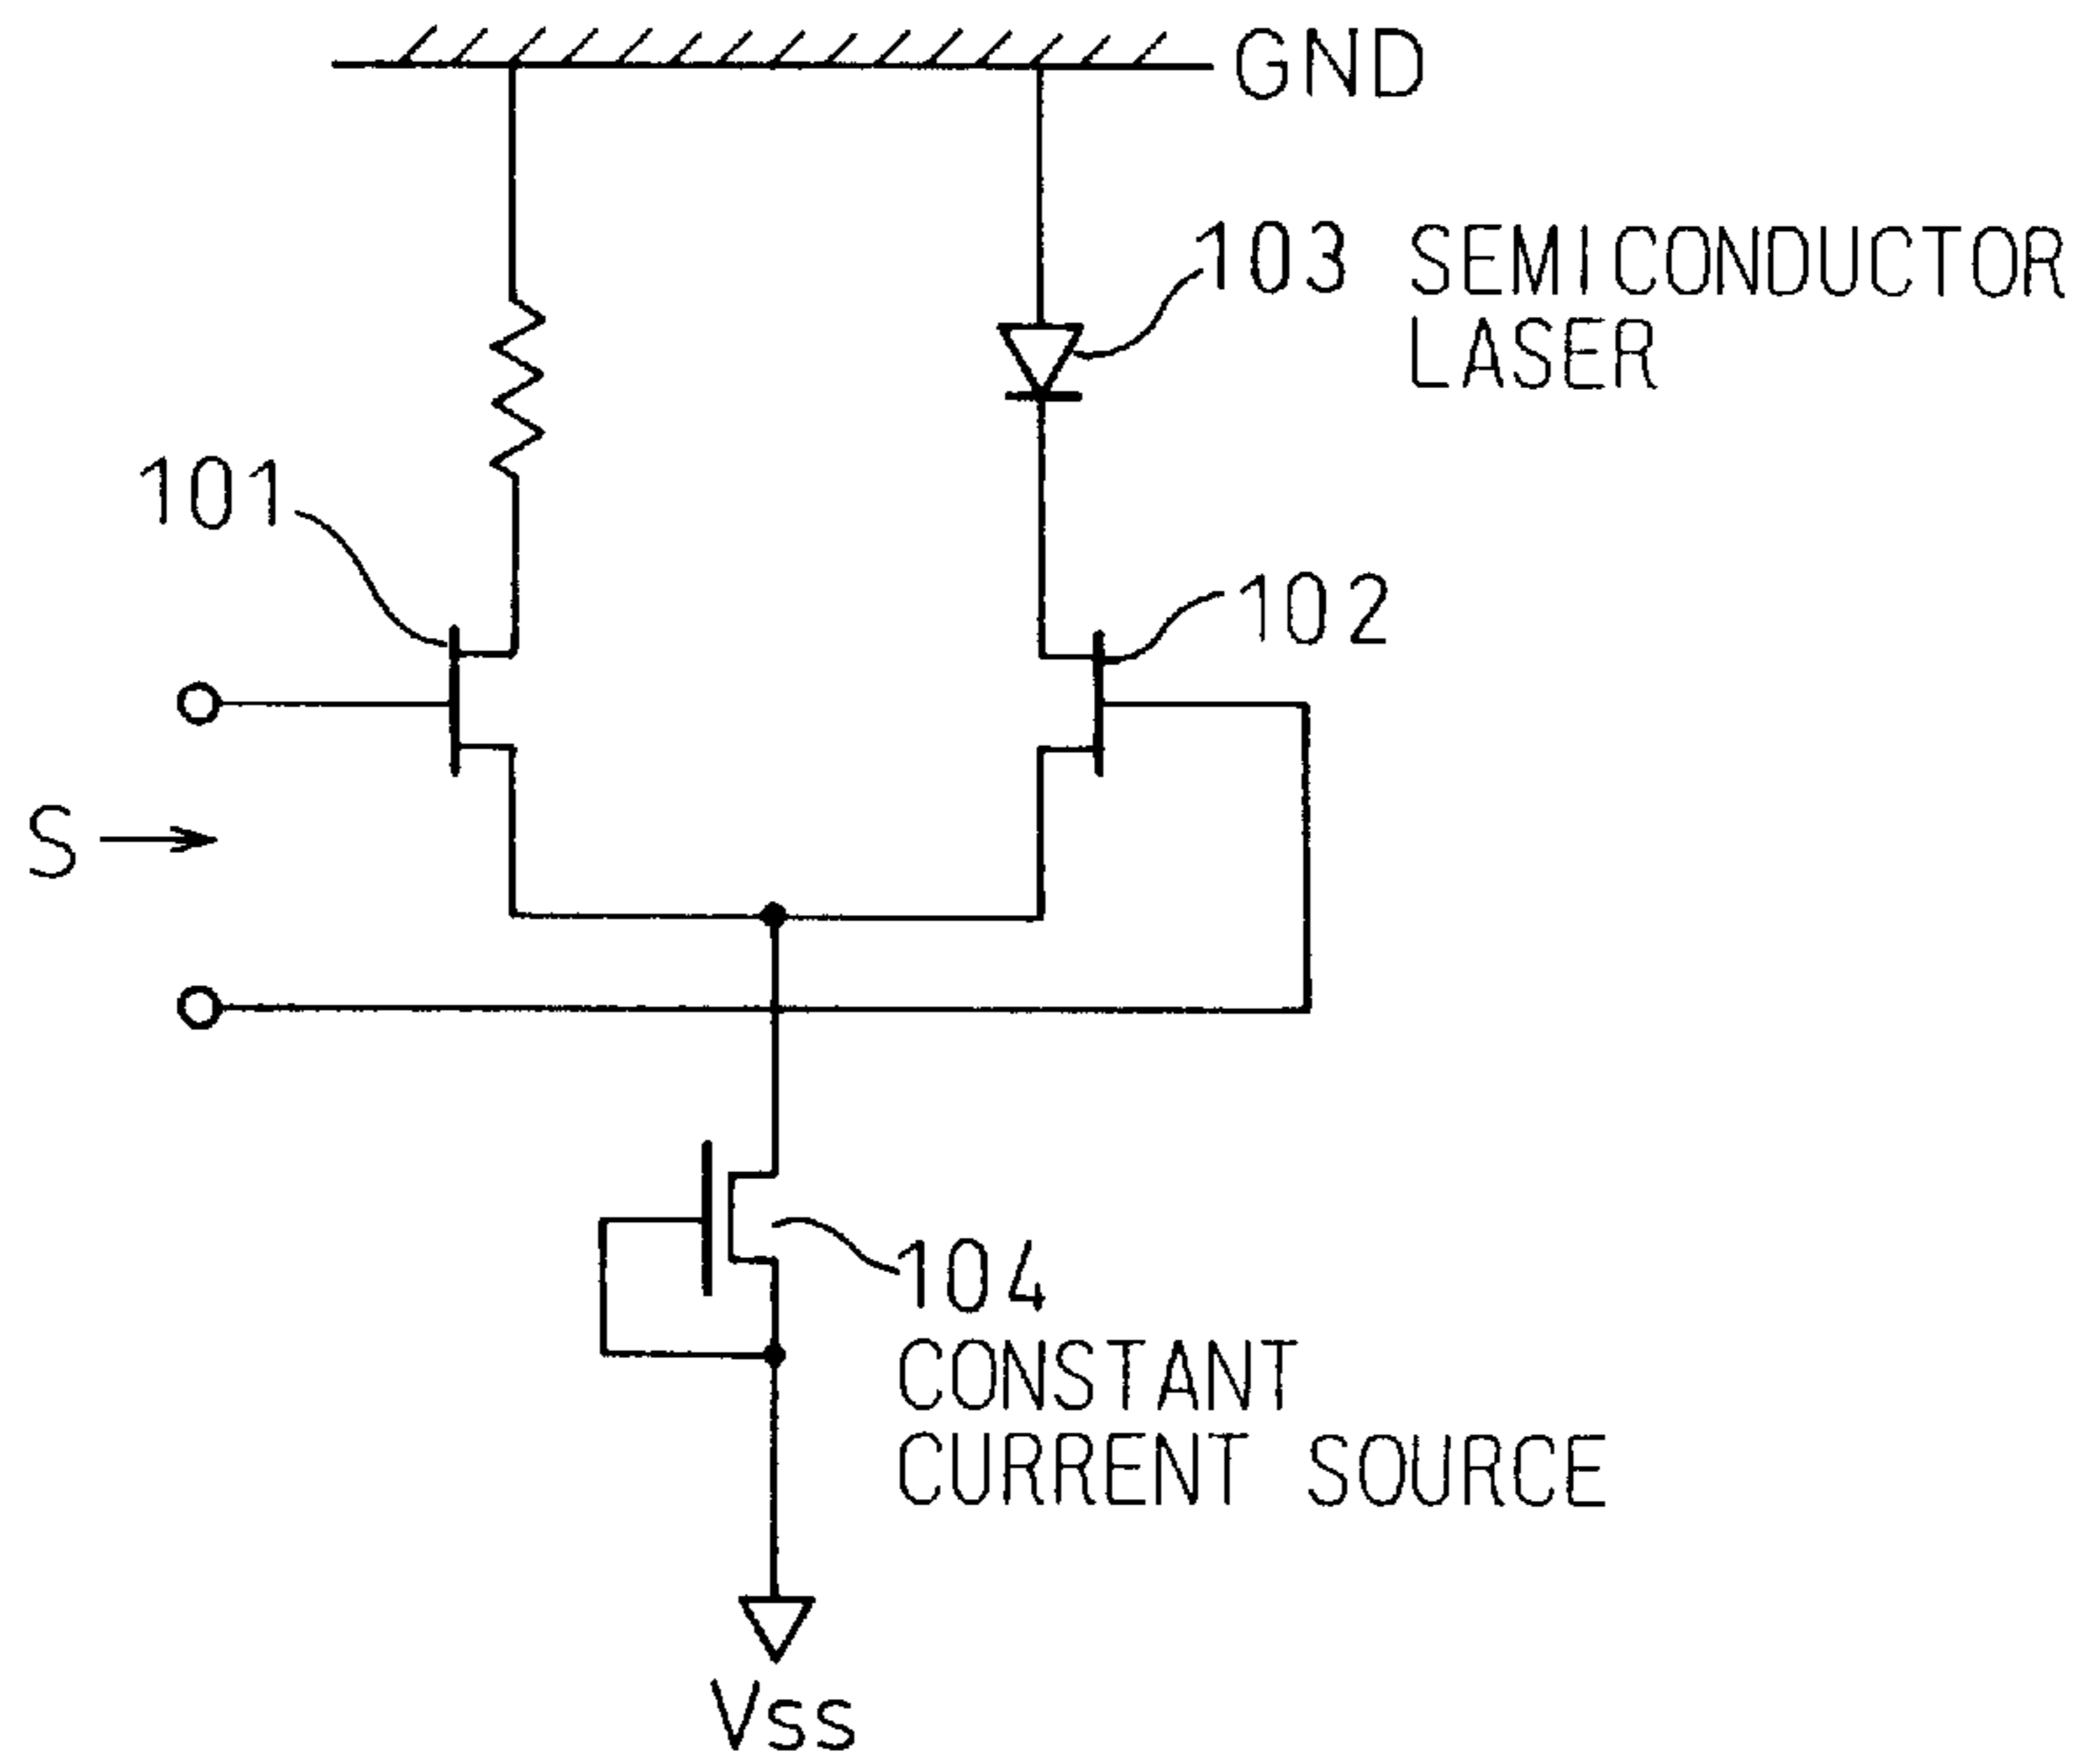 GND
103 SEMICONDUCTOR
LASER
101
102
S
104
CONSTANT
CURRENT SOURCE
Vss